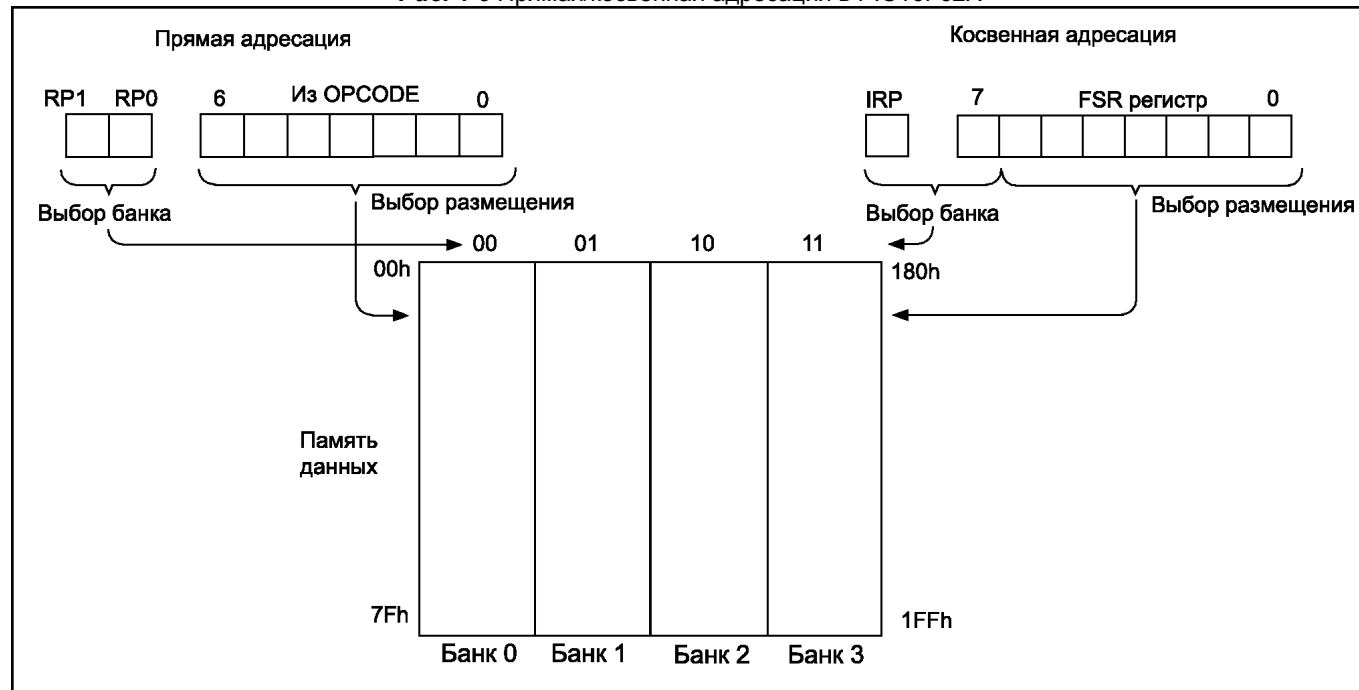 Прямая адресация
Косвенная адресация
RP1 RP0 6 Из OPCODE 0
IRP 7 FSR регистр 0
Выбор банка
Выбор размещения
Выбор банка
Выбор размещения
00 01 10 11
00h
180h
Память
данных
7Fh
1FFh
Банк 0 Банк 1 Банк 2 Банк 3